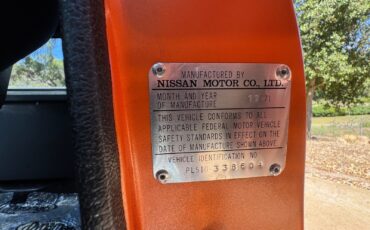 MANUFACTURED BY
NISSAN MOTOR CO., LTD.
MONTH AND YEAR
OF MANUFACTURE
THIS VEHICLE CONFORMS TO ALL
APPLICABLE FEDERAL MOTOR VEHICLE
SAFETY STANDARDS IN EFFECT ON THE
DATE OF MANUFACTURE SHOWN ABOVE
VEHICLE IDENTIFICATION NO